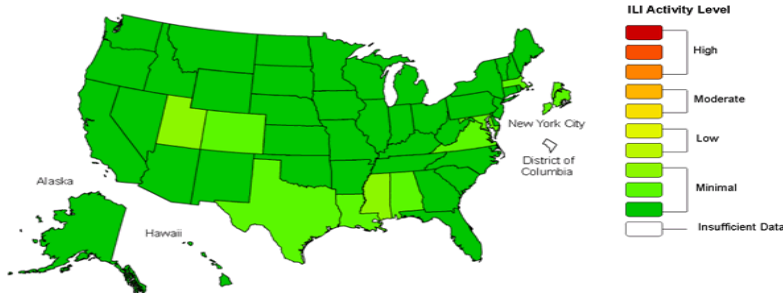 ILI Activity Level
High
Moderate
Low
Minimal
Insufficient Data
New York City
District of
Columbia
Alaska
Hawaii